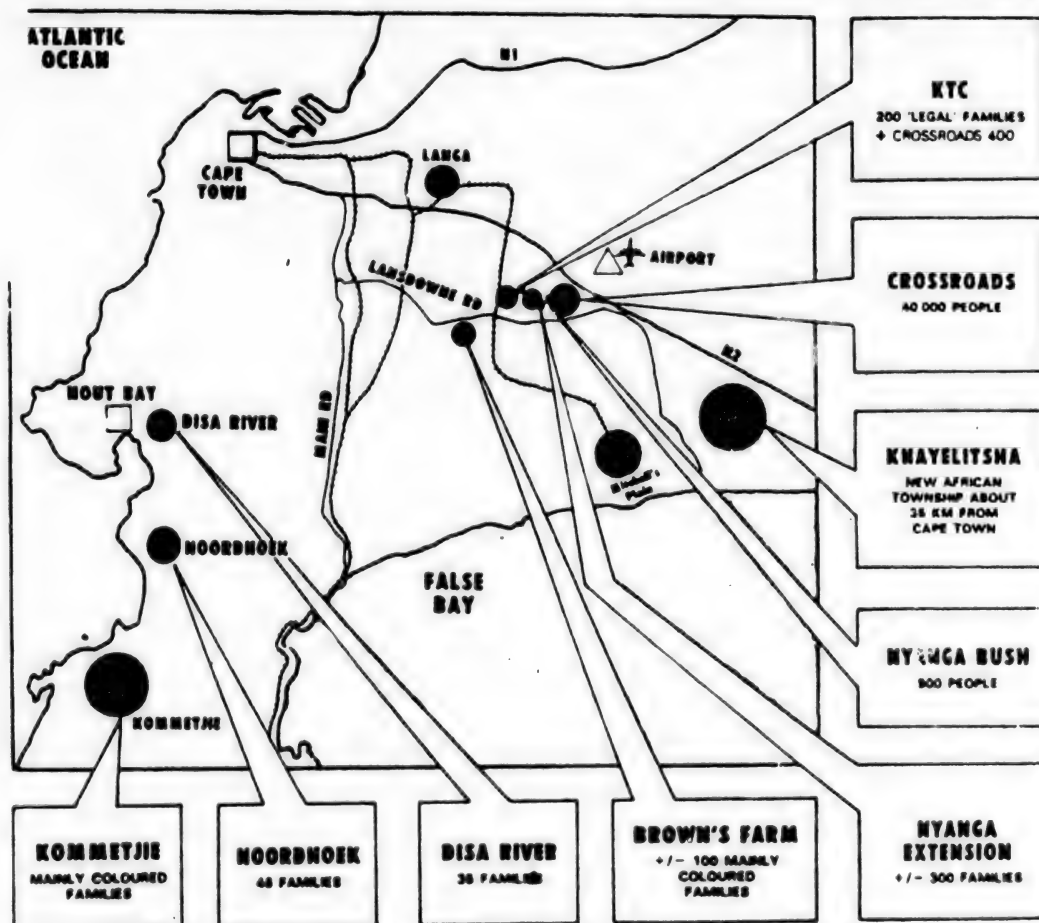 ATLANTIC
OCEAN
N1
CAPE
TOWN
LANGA
LANSDOWNE RD
AIRPORT
N2
HOUT BAY
DISA RIVER
MAIN RD
Mitchell's
Plain
NOORDHOEK
FALSE
BAY
KOMMETJIE
KTC
200 'LEGAL' FAMILIES
+ CROSSROADS 400
CROSSROADS
40 000 PEOPLE
KHAYELITSHA
NEW AFRICAN
TOWNSHIP ABOUT
35 KM FROM
CAPE TOWN
NYANGA BUSH
900 PEOPLE
KOMMETJIE
MAINLY COLOURED
FAMILIES
NOORDHOEK
FAMILIES
DISA RIVER
FAMILIES
BROWN'S FARM
+/- 100 MAINLY
COLOURED
FAMILIES
NYANGA
EXTENSION
+/- 300 FAMILIES